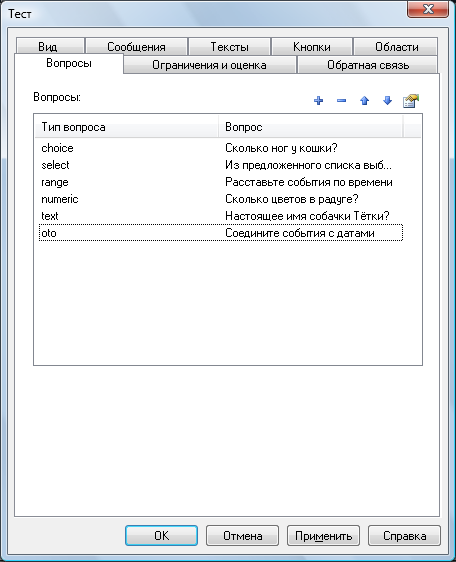 Тест
Вид Сообщения Тексты Кнопки Области
Вопросы Ограничения и оценка Обратная связь
Вопросы:
Тип вопроса Вопрос
choice Сколько ног у кошки?
select Из предложенного списка выб...
range Расставьте события по времени
numeric Сколько цветов в радуге?
text Настоящее имя собачки Тётки?
oto Соедините события с датами
OK Отмена Применить Справка